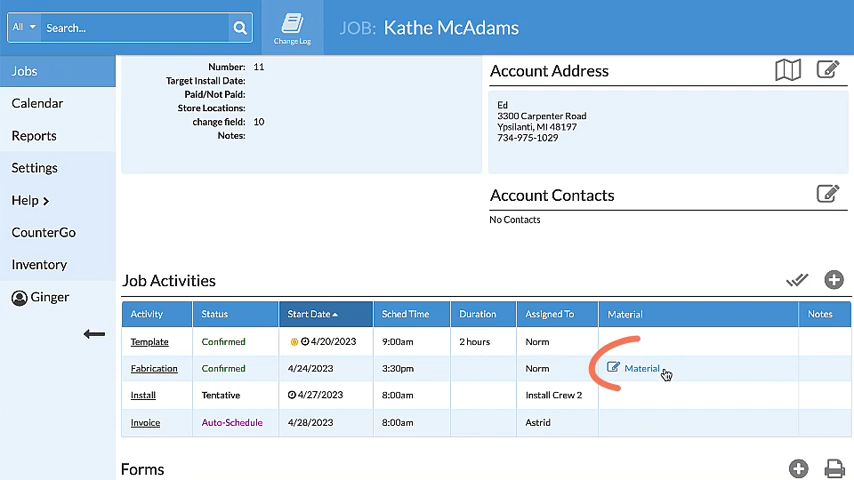 All Search... Change Log JOB: Kathe McAdams
Jobs
Calendar
Reports
Settings
Help
CounterGo
Inventory
Ginger
Number: 11
Target Install Date:
Paid/Not Paid:
Store Locations:
change field: 10
Notes:
Account Address
Ed
3300 Carpenter Road
Ypsilanti, MI 48197
734-975-1029
Account Contacts
No Contacts
Job Activities
Activity Status Start Date Sched Time Duration Assigned To Material Notes
Template Confirmed 4/20/2023 9:00am 2 hours Norm
Fabrication Confirmed 4/24/2023 3:30pm Norm Material
Install Tentative 4/27/2023 8:00am Install Crew 2
Invoice Auto-Schedule 4/28/2023 8:00am Astrid
Forms